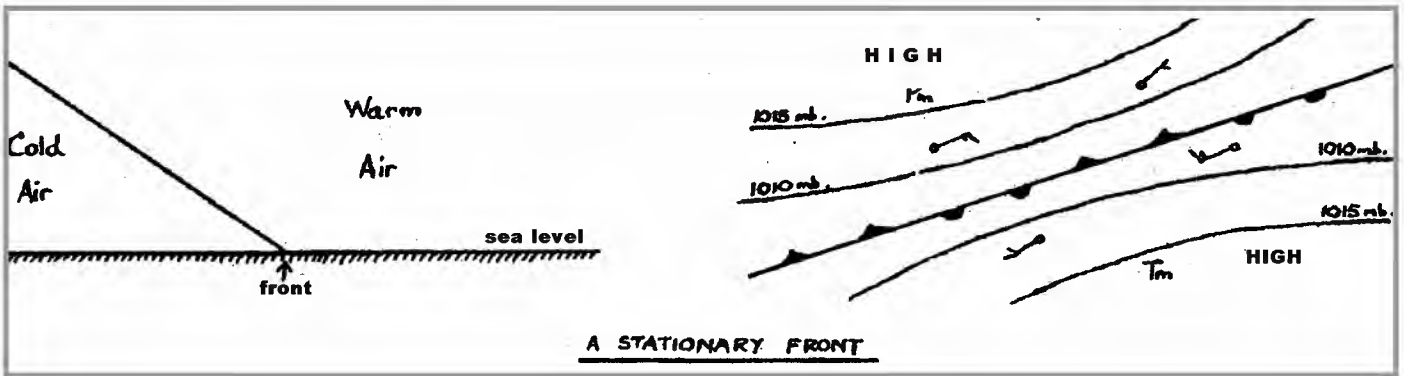 HIGH
Warm
Pm
1015 mb.
Cold
Air
Air
1010 mb.
1010 mb.
1015 mb.
sea level
Tm
HIGH
front
A STATIONARY FRONT